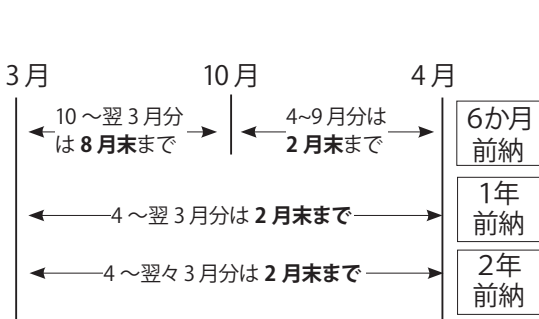 3月 10月 4月
10～翌3月分
は8月末まで
4~9月分は
2月末まで
6か月
前納
4～翌3月分は2月末まで
1年
前納
4～翌々3月分は2月末まで
2年
前納